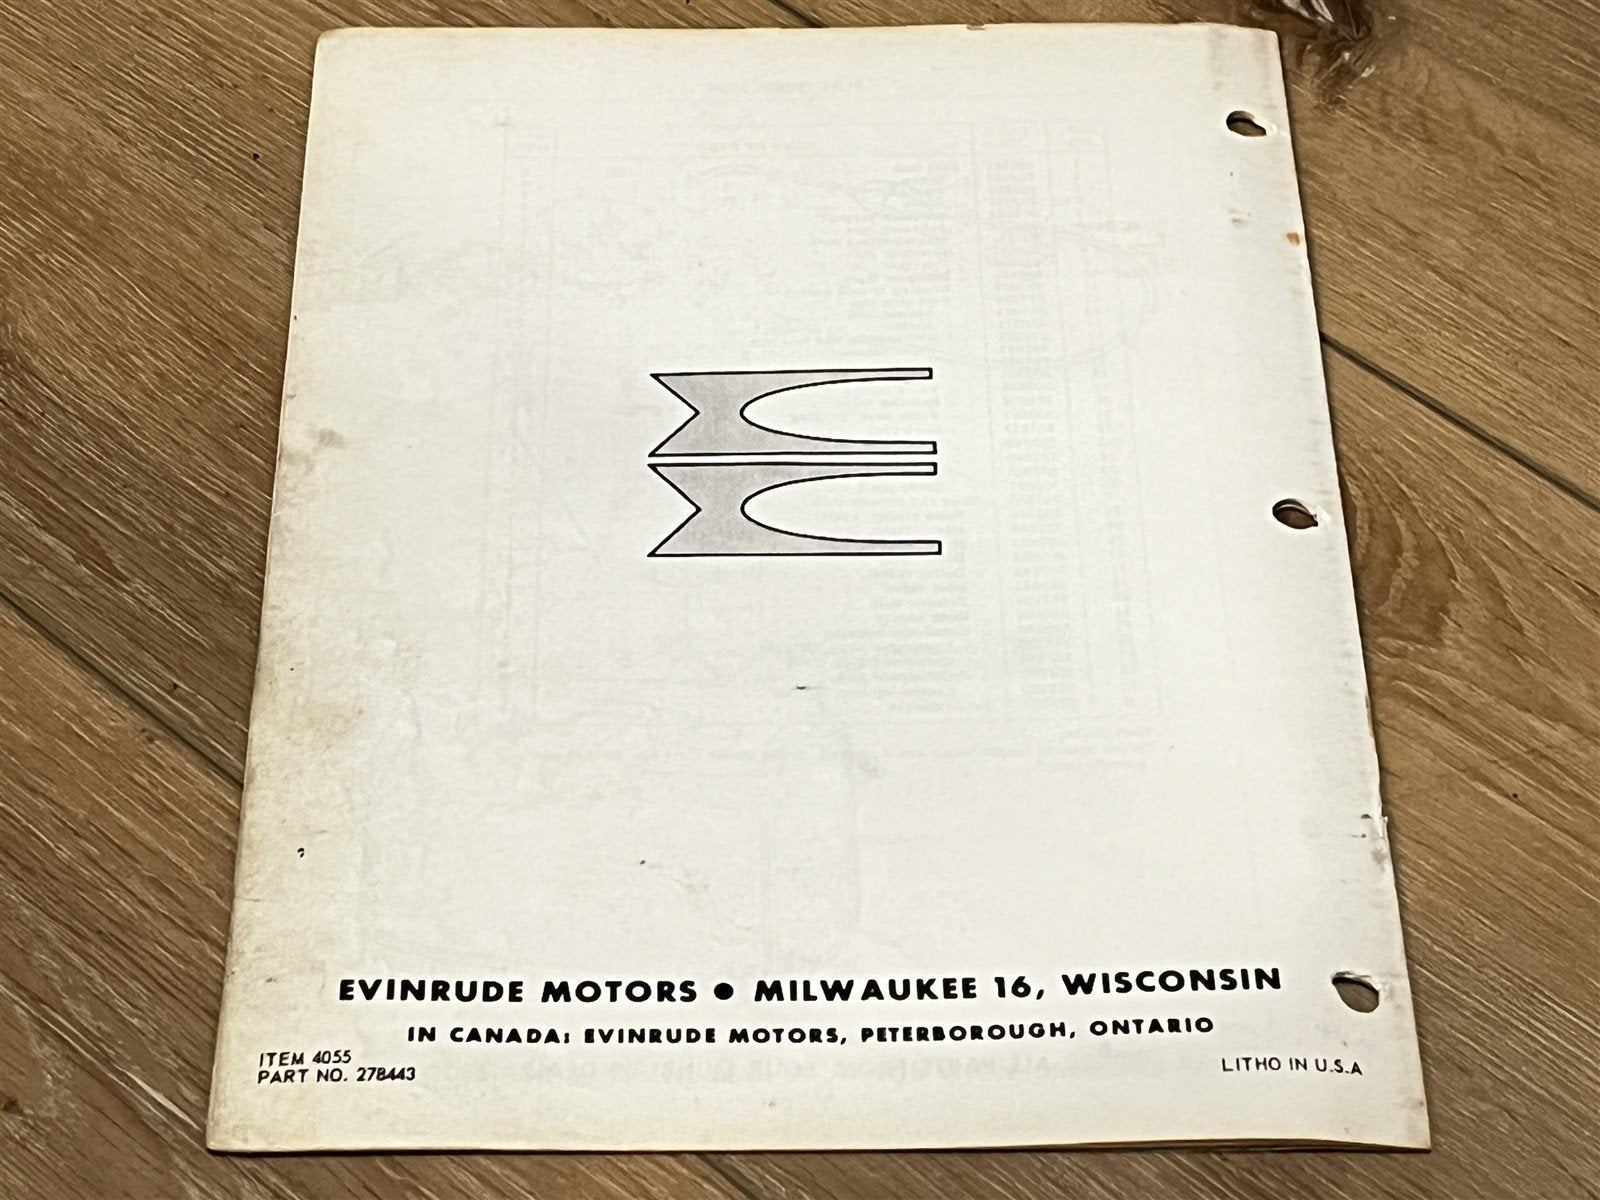 EVINRUDE MOTORS ● MILWAUKEE 16, WISCONSIN
IN CANADA: EVINRUDE MOTORS, PETERBOROUGH, ONTARIO
ITEM 4055
PART NO. 278443
LITHO IN U.S.A